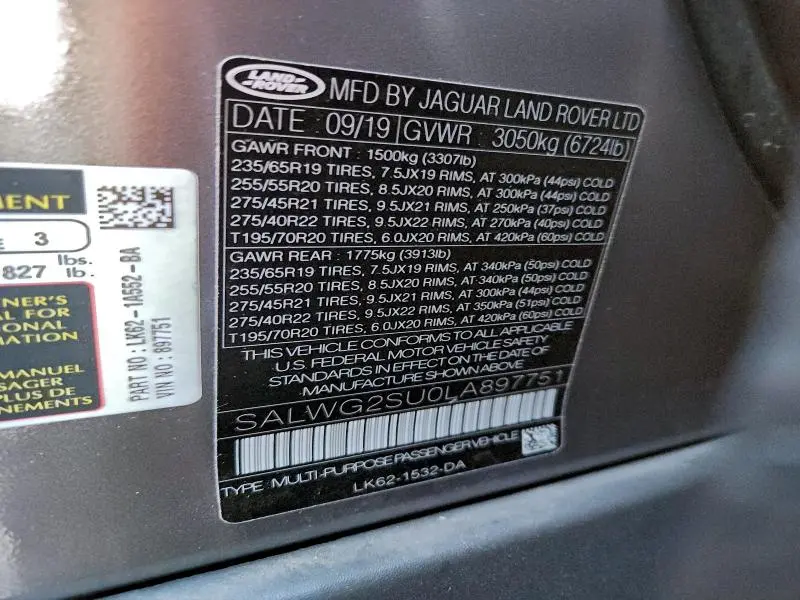 LAND
ROVER
MFD BY JAGUAR LAND ROVER LTD
DATE 09/19 GVWR : 3050kg (6724lb)
GAWR FRONT : 1500kg (3307lb)
235/65R19 TIRES, 7.5JX19 RIMS, AT 300kPa (44psi) COLD
255/55R20 TIRES, 8.5JX20 RIMS, AT 300kPa (44psi) COLD
275/45R21 TIRES, 9.5JX21 RIMS, AT 250kPa (37psi) COLD
275/40R22 TIRES, 9.5JX22 RIMS, AT 270kPa (40psi) COLD
T195/70R20 TIRES, 6.0JX20 RIMS, AT 420kPa (60psi) COLD
GAWR REAR : 1775kg (3913lb)
235/65R19 TIRES, 7.5JX19 RIMS, AT 340kPa (50psi) COLD
255/55R20 TIRES, 8.5JX20 RIMS, AT 340kPa (50psi) COLD
275/45R21 TIRES, 9.5JX21 RIMS, AT 300kPa (44psi) COLD
275/40R22 TIRES, 9.5JX22 RIMS, AT 350kPa (51psi) COLD
T195/70R20 TIRES, 6.0JX20 RIMS, AT 420kPa (60psi) COLD
THIS VEHICLE CONFORMS TO ALL APPLICABLE
U.S. FEDERAL MOTOR VEHICLE SAFETY
STANDARDS IN EFFECT ON THE DATE OF
MANUFACTURE SHOWN ABOVE
SALWG2SU0LA897751
TYPE : MULTI-PURPOSE PASSENGER VEHICLE
LK62-1532-DA
MENT
E 3
827 lbs.
lb.
NER'S
AL FOR
IONAL
MATION
MANUEL
SAGER
PLUS DE
NEMENTS
PART NO : LK62-1A552-BA
VIN NO : 897751